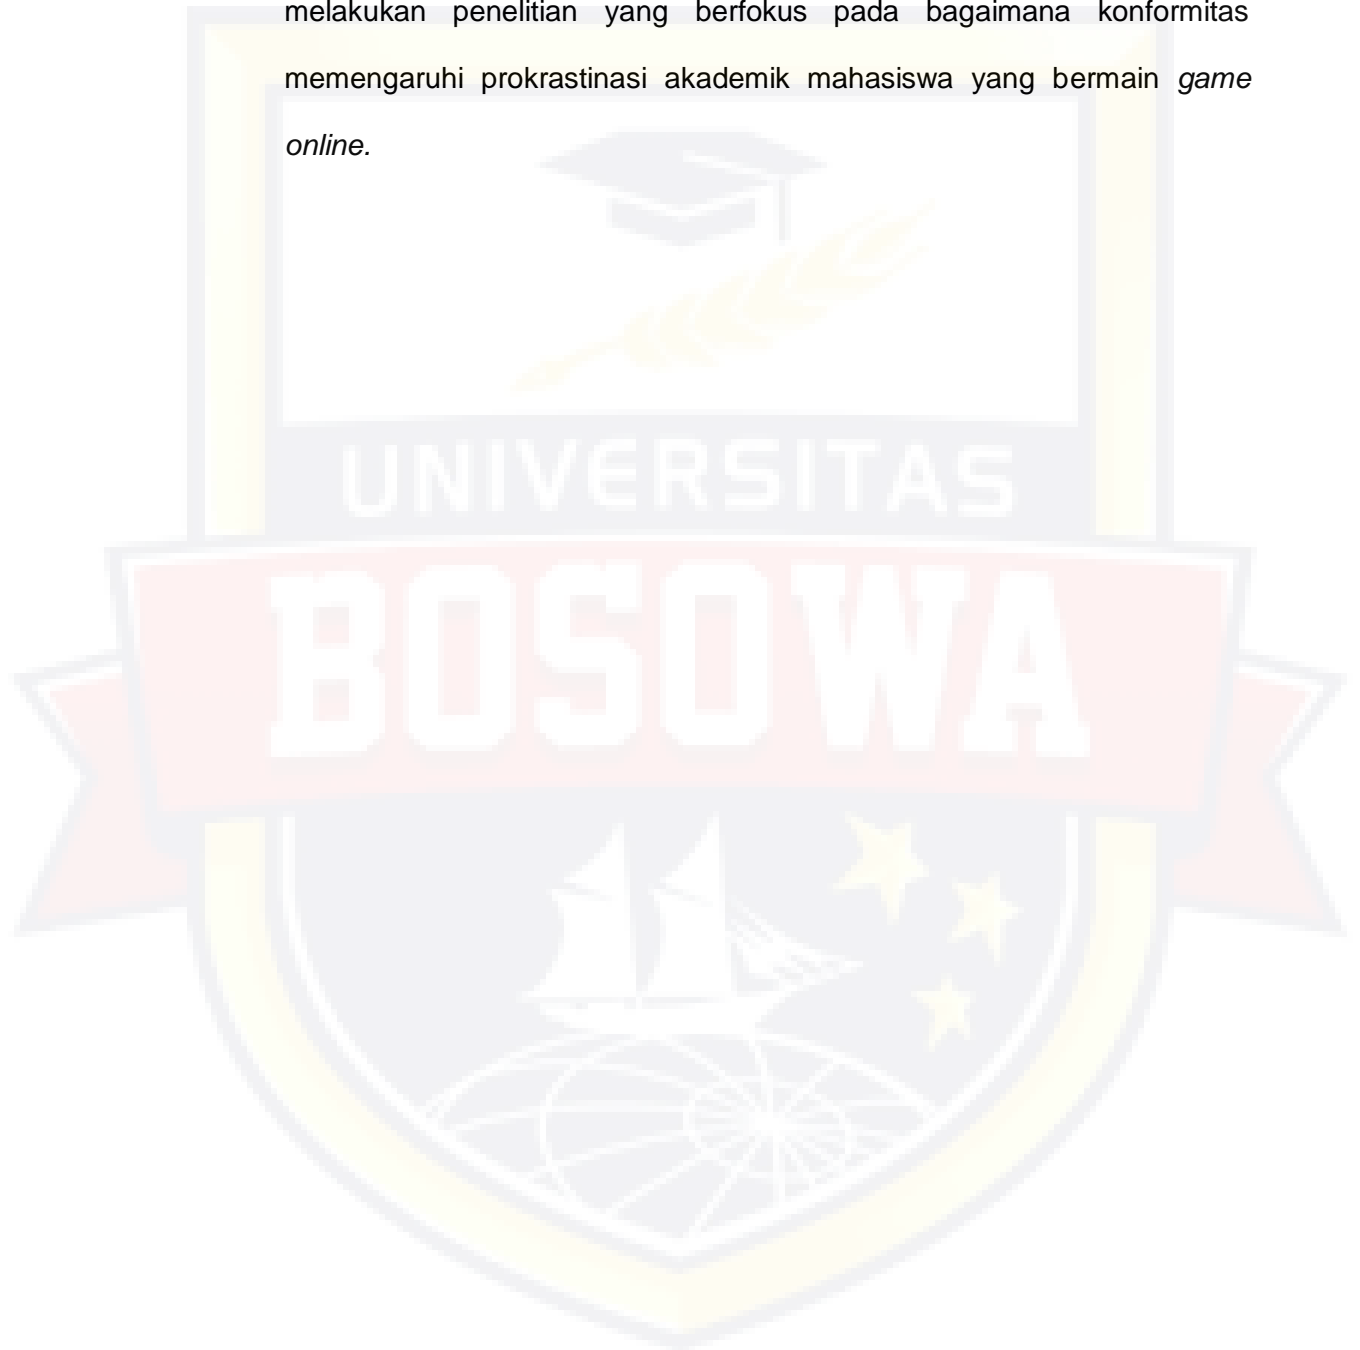 melakukan penelitian yang berfokus pada bagaimana konformitas
memengaruhi prokrastinasi akademik mahasiswa yang bermain game
online.
UNIVERSITAS
BOSOWA